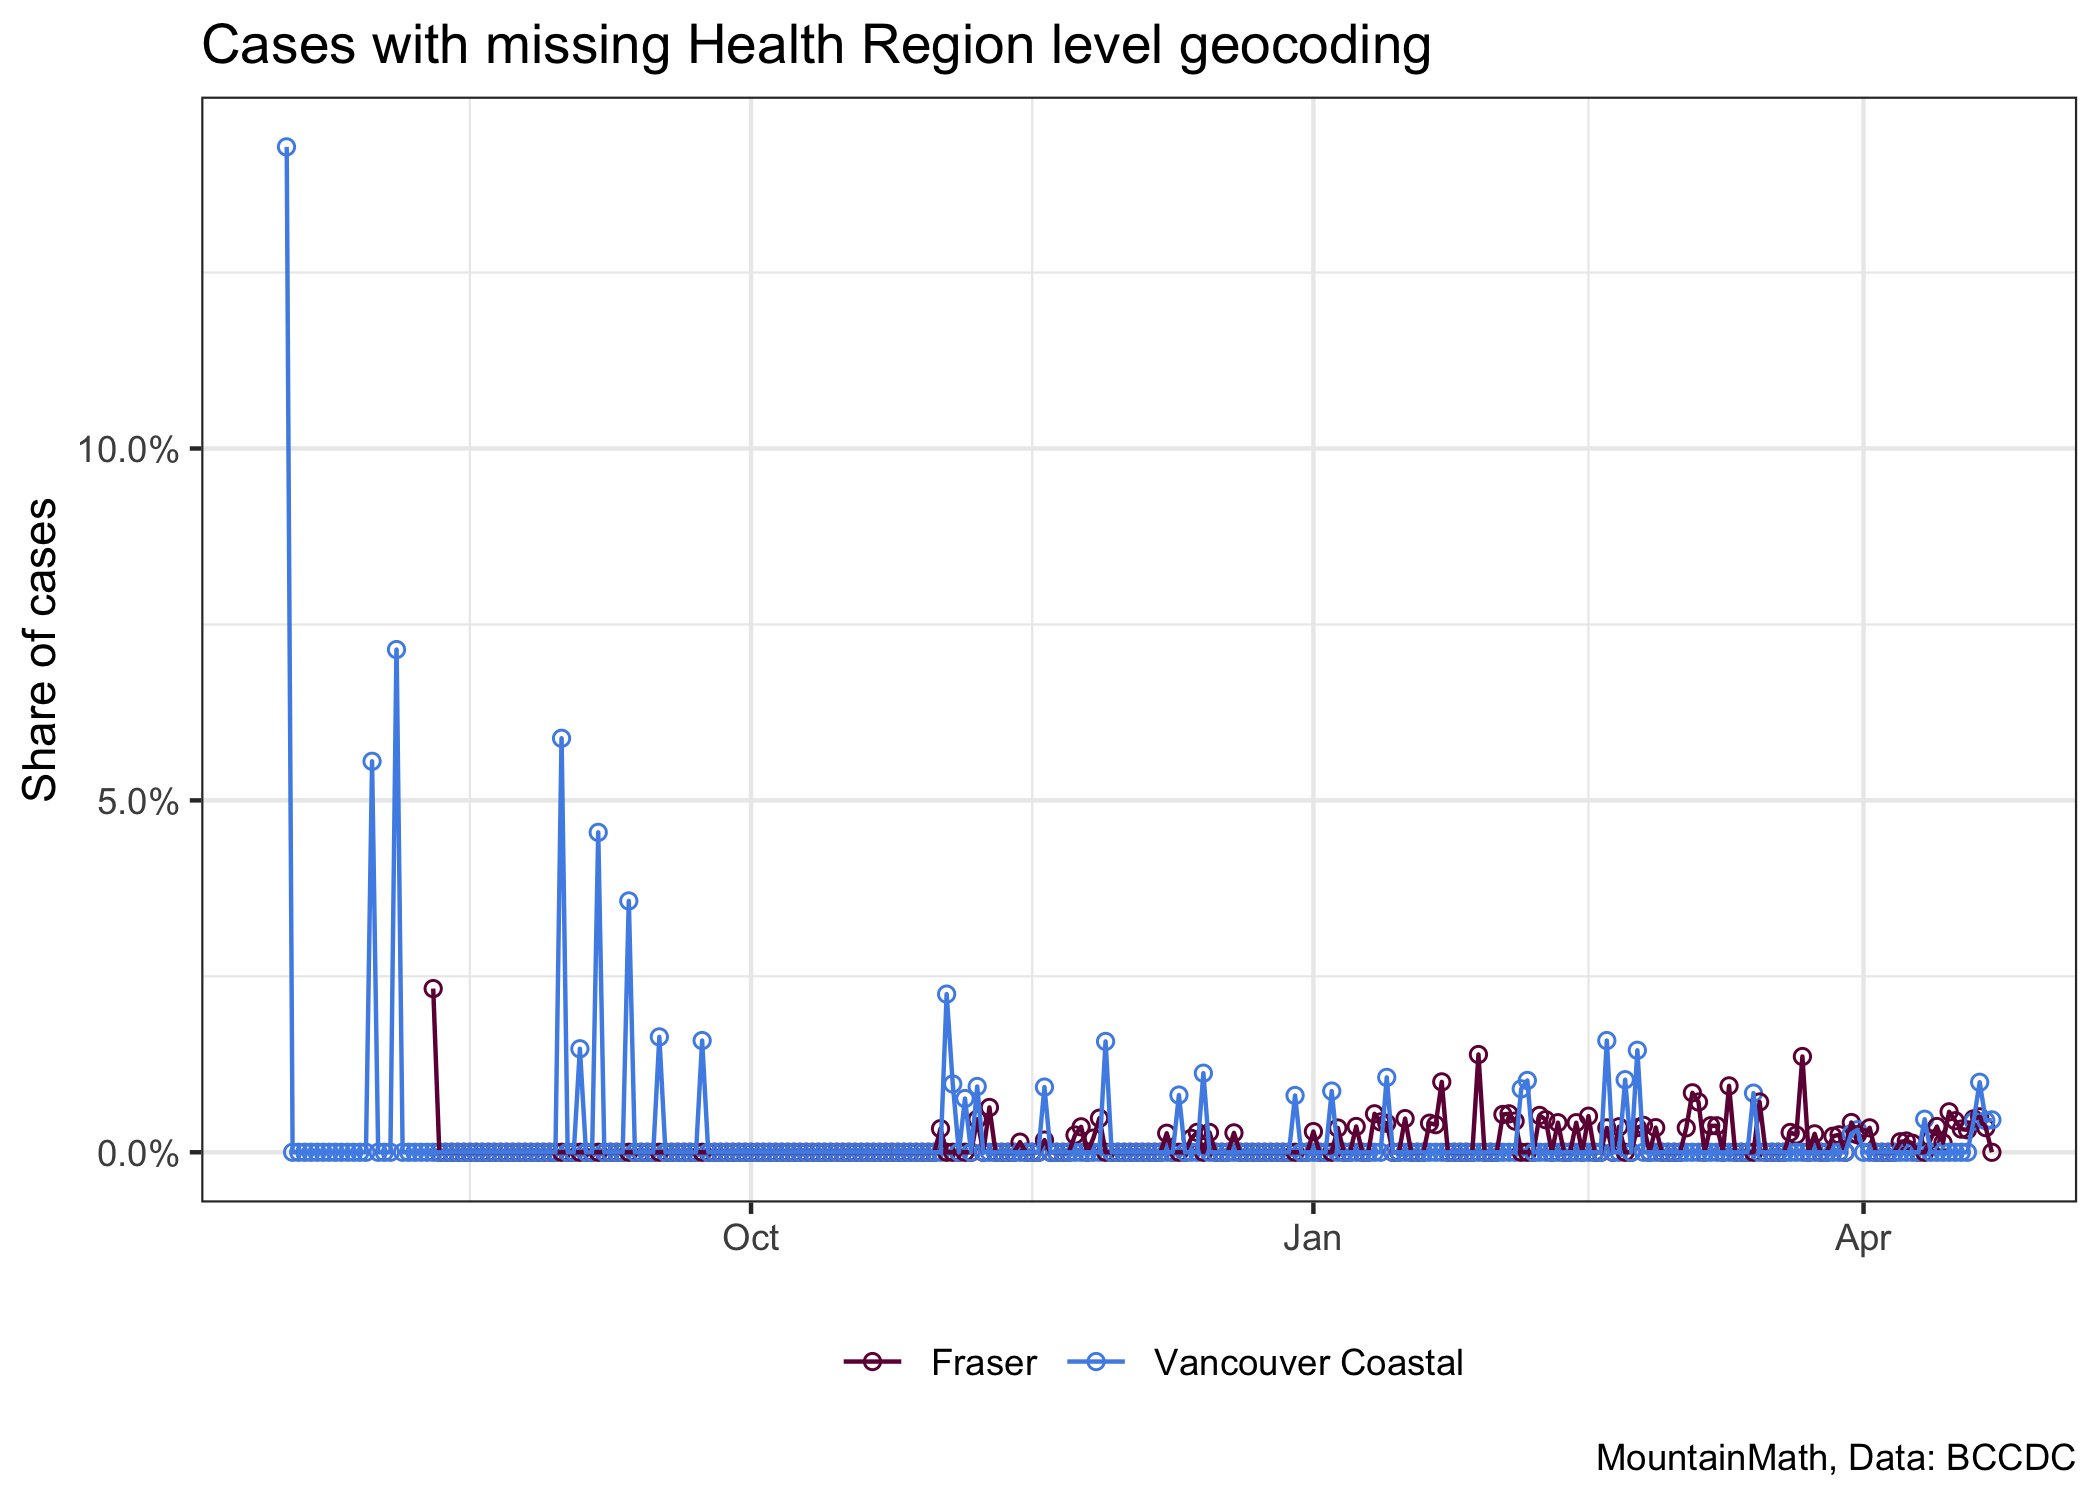 Cases with missing Health Region level geocoding
Share of cases
10.0%
5.0%
0.0%
Oct Jan Apr
Fraser Vancouver Coastal
MountainMath, Data: BCCDC